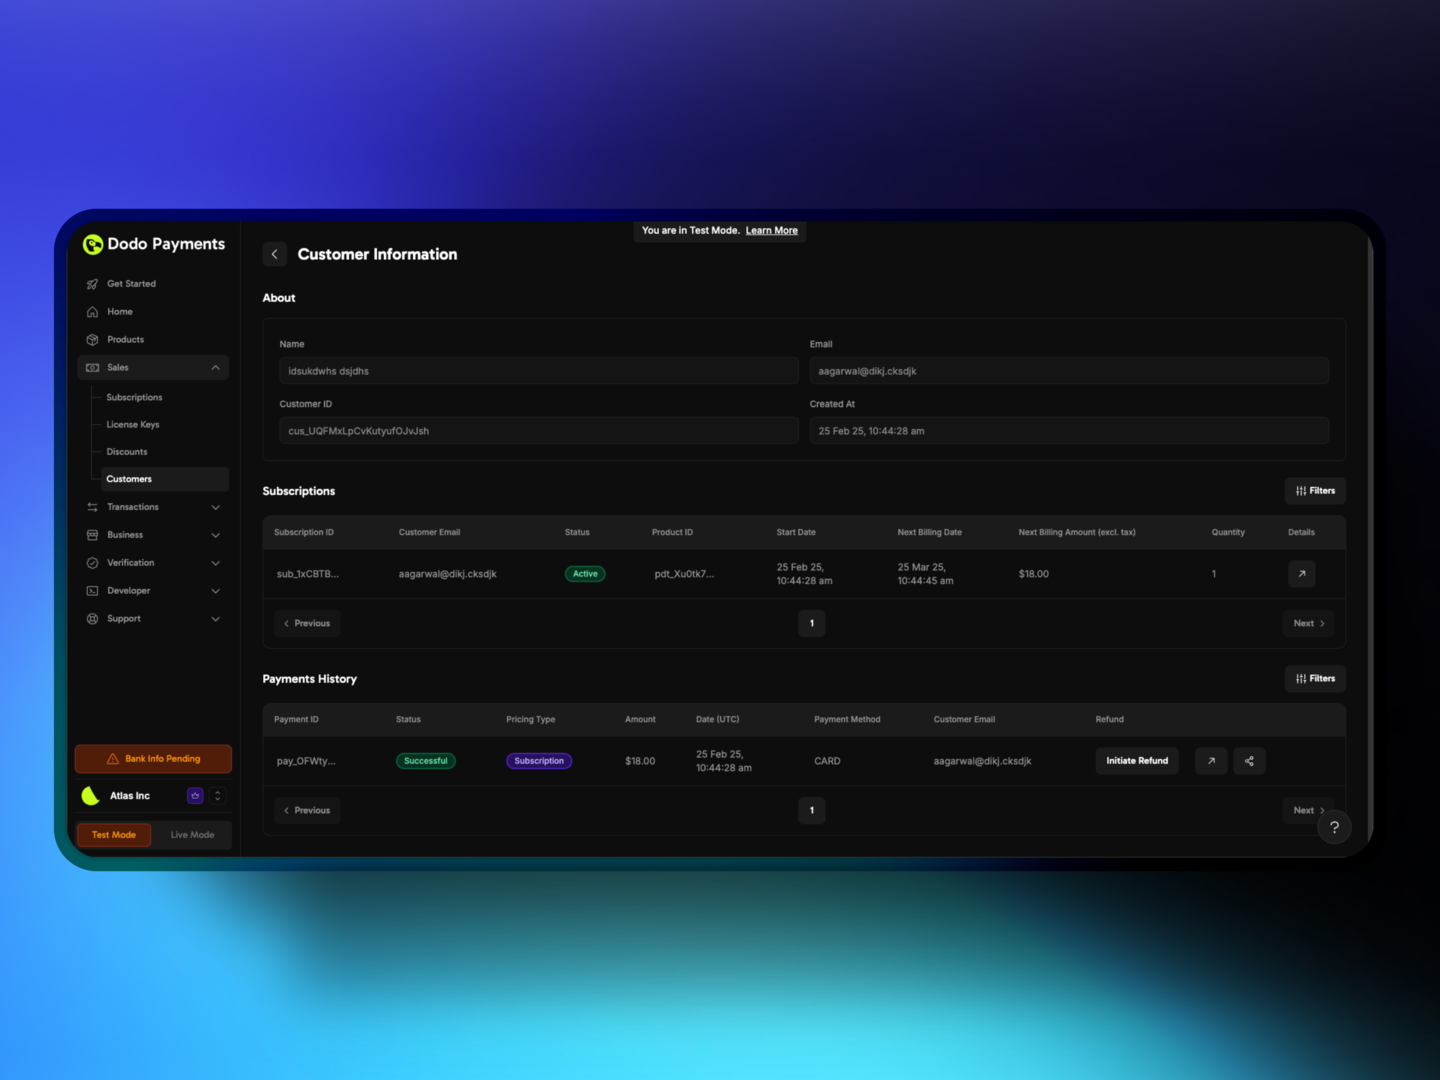 Dodo Payments
You are in Test Mode. Learn More
Get Started
Home
Products
Sales
Subscriptions
License Keys
Discounts
Customers
Transactions
Business
Verification
Developer
Support
Bank Info Pending
Atlas Inc
Test Mode
Live Mode
Customer Information
About
Name
Email
idsukdwhs dsjdhs
aagarwal@dikj.cksdjk
Customer ID
Created At
cus_UQFMxLpCvKutyufOJvJsh
25 Feb 25, 10:44:28 am
Subscriptions
Filters
Subscription ID
Customer Email
Status
Product ID
Start Date
Next Billing Date
Next Billing Amount (excl. tax)
Quantity
Details
sub_1xCBTB...
aagarwal@dikj.cksdjk
Active
pdt_Xu0tk7...
25 Feb 25,
10:44:28 am
25 Mar 25,
10:44:45 am
$18.00
1
Previous
1
Next
Payments History
Filters
Payment ID
Status
Pricing Type
Amount
Date (UTC)
Payment Method
Customer Email
Refund
pay_OFWty...
Successful
Subscription
$18.00
25 Feb 25,
10:44:28 am
CARD
aagarwal@dikj.cksdjk
Initiate Refund
Previous
1
Next
?